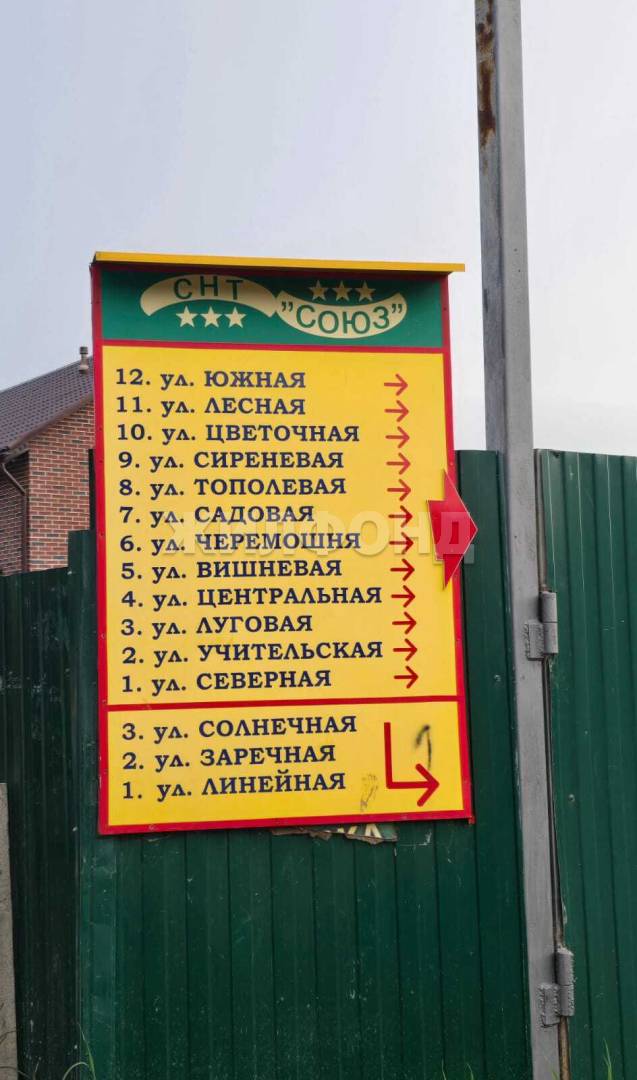 СНТ
"СОЮЗ"
12. ул. ЮЖНАЯ
11. ул. ЛЕСНАЯ
10. ул. ЦВЕТОЧНАЯ
9. ул. СИРЕНЕВАЯ
8. ул. ТОПОЛЕВАЯ
7. ул. САДОВАЯ
ЖИЛФОНД
6. ул. ЧЕРЕМОШНЯ
5. ул. ВИШНЕВАЯ
4. ул. ЦЕНТРАЛЬНАЯ
3. ул. ЛУГОВАЯ
2. ул. УЧИТЕЛЬСКАЯ
1. ул. СЕВЕРНАЯ
3. ул. СОЛНЕЧНАЯ
2. ул. ЗАРЕЧНАЯ
1. ул. ЛИНЕЙНАЯ